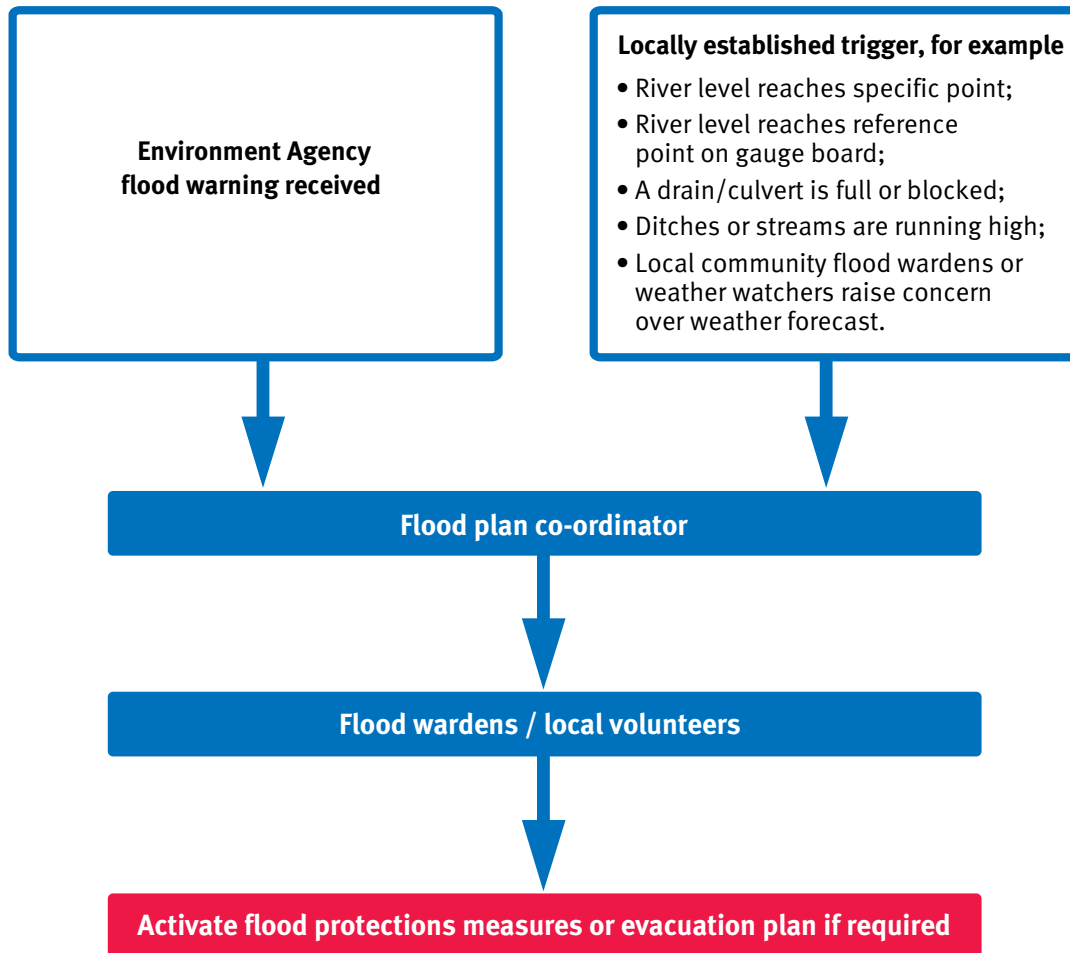 Environment Agency
flood warning received
Locally established trigger, for example
• River level reaches specific point;
• River level reaches reference
point on gauge board;
• A drain/culvert is full or blocked;
• Ditches or streams are running high;
• Local community flood wardens or
weather watchers raise concern
over weather forecast.
Flood plan co-ordinator
Flood wardens / local volunteers
Activate flood protections measures or evacuation plan if required